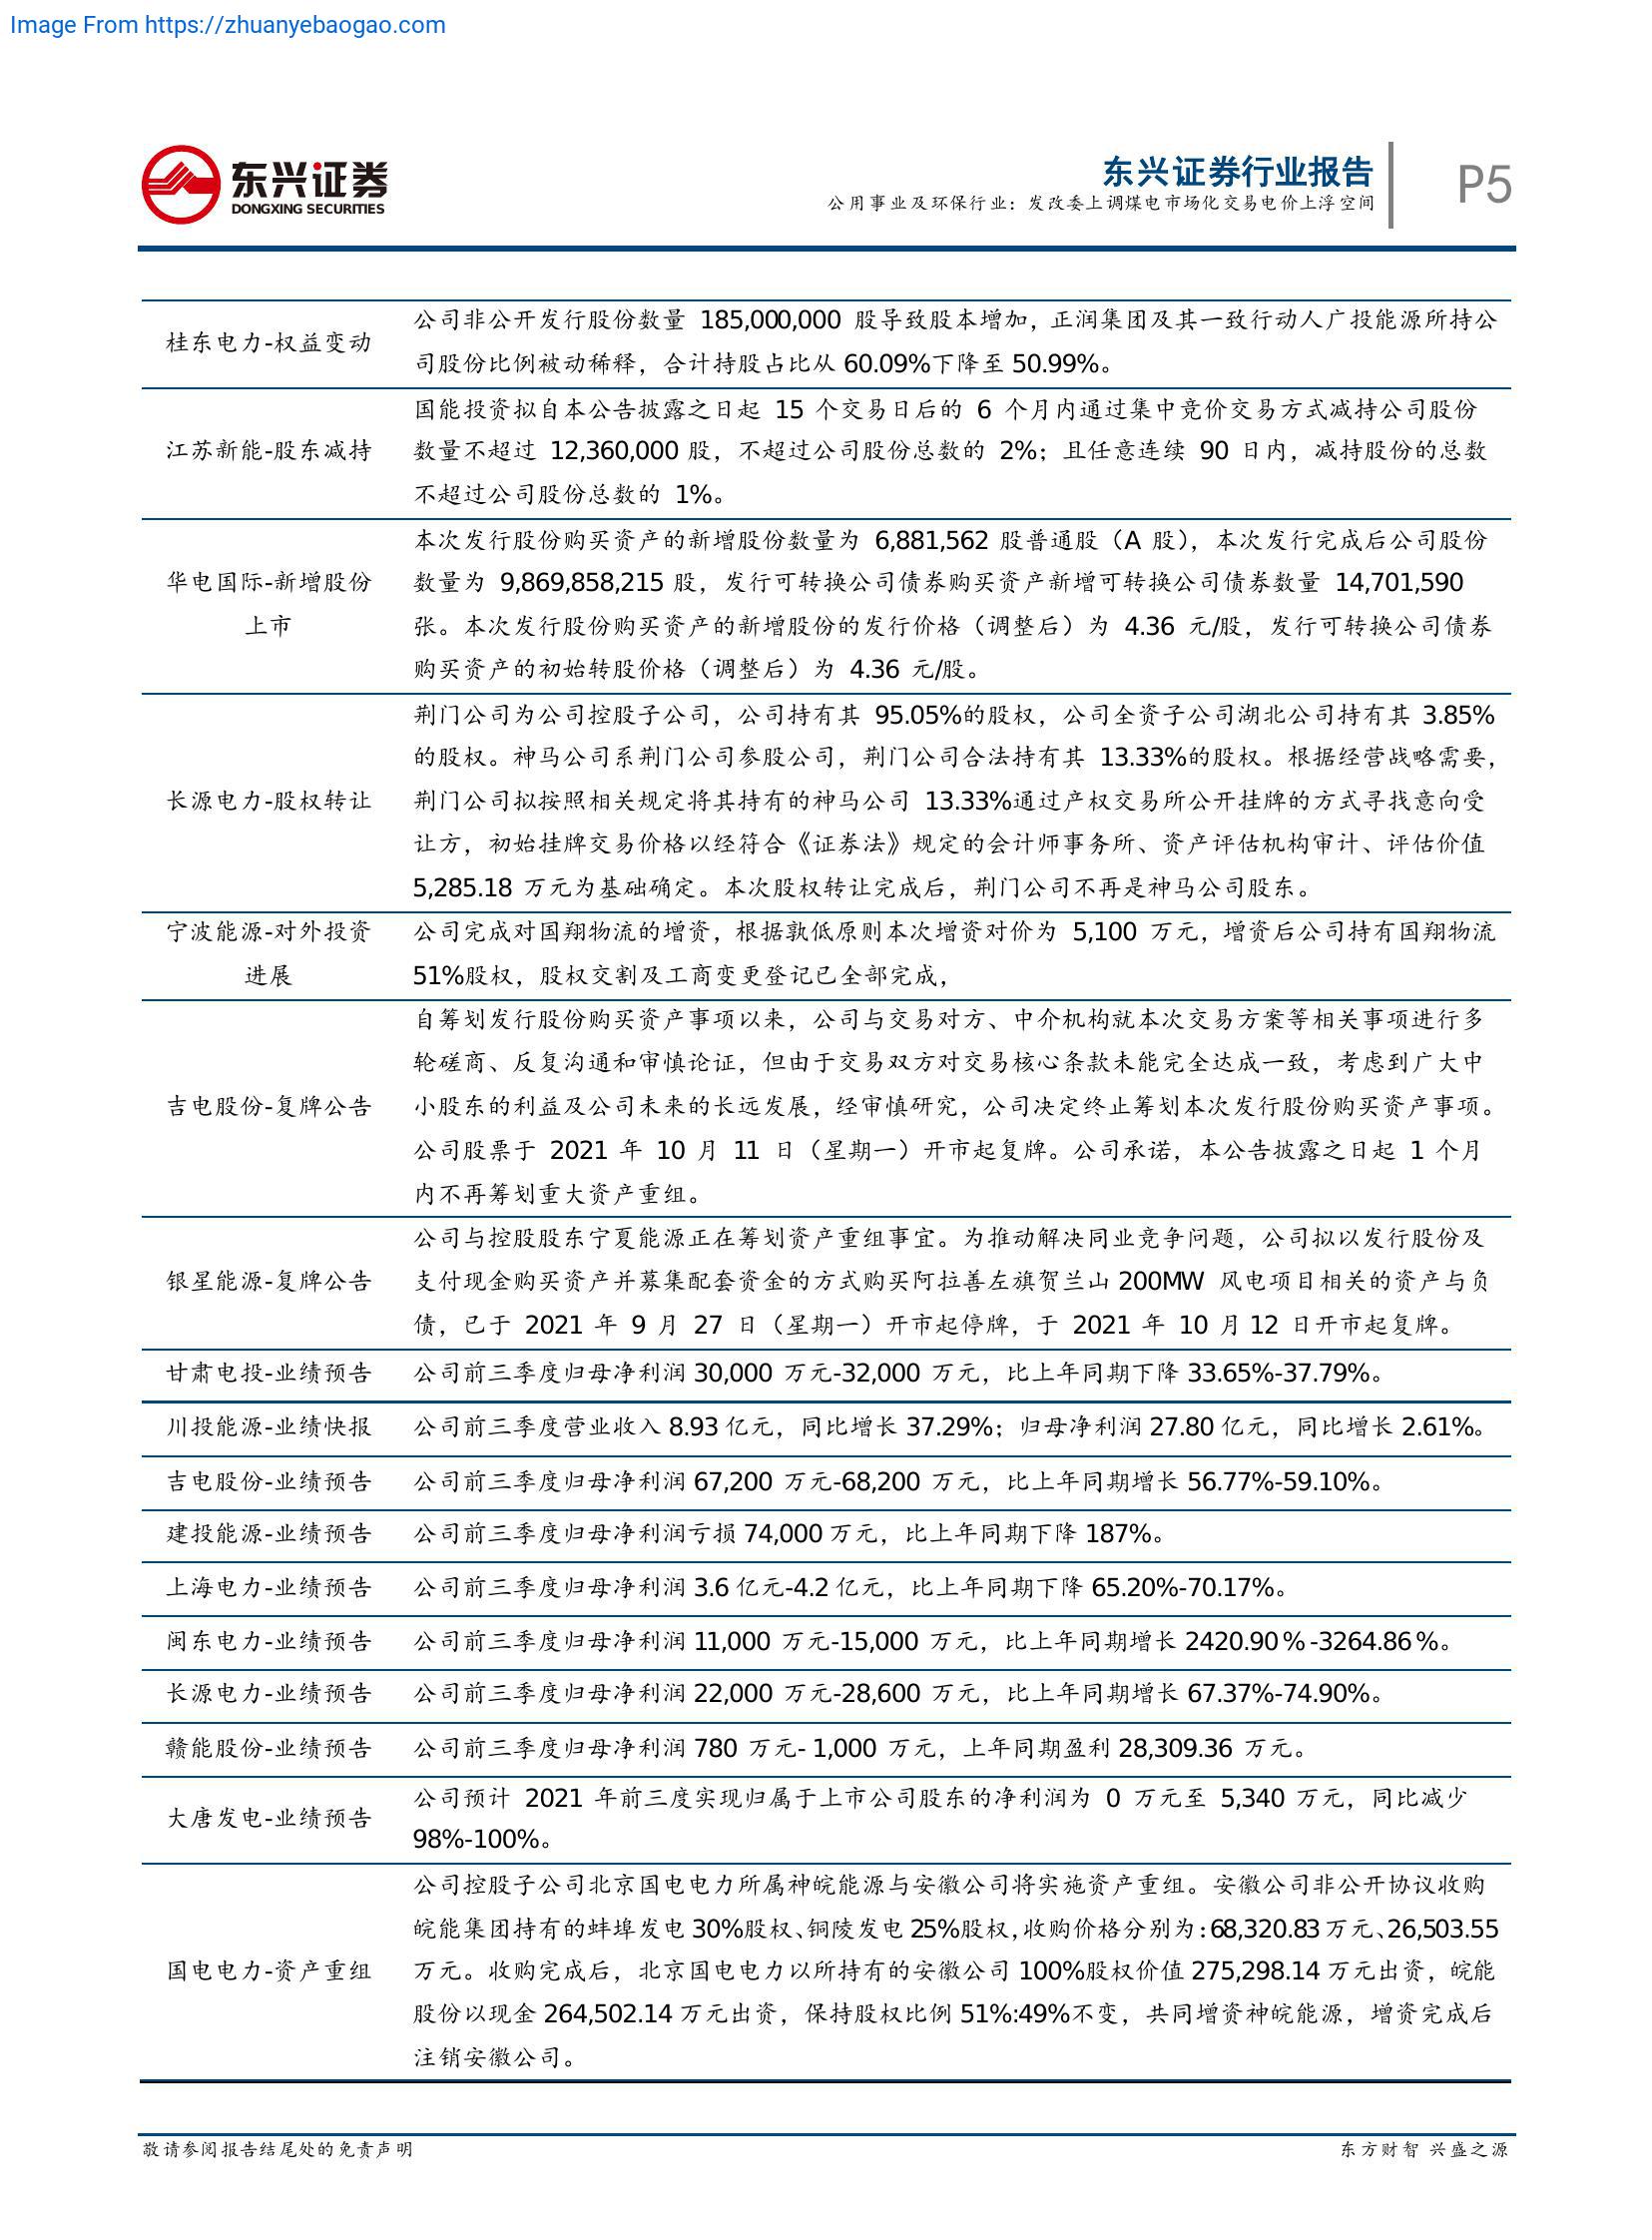 Image From https://zhuanyebaogao.com
东兴证券
DONGXING SECURITIES
东兴证券行业报告
公用事业及环保行业：发改委上调煤电市场化交易电价上浮空间
P5
桂东电力-权益变动
公司非公开发行股份数量 185,000,000 股导致股本增加，正润集团及其一致行动人广投能源所持公
司股份比例被动稀释，合计持股占比从 60.09%下降至 50.99%。
江苏新能-股东减持
国能投资拟自本公告披露之日起 15 个交易日后的 6 个月内通过集中竞价交易方式减持公司股份
数量不超过 12,360,000 股，不超过公司股份总数的 2%；且任意连续 90 日内，减持股份的总数
不超过公司股份总数的 1%。
华电国际-新增股份
上市
本次发行股份购买资产的新增股份数量为 6,881,562 股普通股（A 股），本次发行完成后公司股份
数量为 9,869,858,215 股，发行可转换公司债券购买资产新增可转换公司债券数量 14,701,590
张。本次发行股份购买资产的新增股份的发行价格（调整后）为 4.36 元/股，发行可转换公司债券
购买资产的初始转股价格（调整后）为 4.36 元/股。
长源电力-股权转让
荆门公司为公司控股子公司，公司持有其 95.05%的股权，公司全资子公司湖北公司持有其 3.85%
的股权。神马公司系荆门公司参股公司，荆门公司合法持有其 13.33%的股权。根据经营战略需要，
荆门公司拟按照相关规定将其持有的神马公司 13.33%通过产权交易所公开挂牌的方式寻找意向受
让方，初始挂牌交易价格以经符合《证券法》规定的会计师事务所、资产评估机构审计、评估价值
5,285.18 万元为基础确定。本次股权转让完成后，荆门公司不再是神马公司股东。
宁波能源-对外投资
进展
公司完成对国翔物流的增资，根据孰低原则本次增资对价为 5,100 万元，增资后公司持有国翔物流
51%股权，股权交割及工商变更登记已全部完成，
吉电股份-复牌公告
自筹划发行股份购买资产事项以来，公司与交易对方、中介机构就本次交易方案等相关事项进行多
轮磋商、反复沟通和审慎论证，但由于交易双方对交易核心条款未能完全达成一致，考虑到广大中
小股东的利益及公司未来的长远发展，经审慎研究，公司决定终止筹划本次发行股份购买资产事项。
公司股票于 2021 年 10 月 11 日（星期一）开市起复牌。公司承诺，本公告披露之日起 1 个月
内不再筹划重大资产重组。
银星能源-复牌公告
公司与控股股东宁夏能源正在筹划资产重组事宜。为推动解决同业竞争问题，公司拟以发行股份及
支付现金购买资产并募集配套资金的方式购买阿拉善左旗贺兰山 200MW 风电项目相关的资产与负
债，已于 2021 年 9 月 27 日（星期一）开市起停牌，于 2021 年 10 月 12 日开市起复牌。
甘肃电投-业绩预告
公司前三季度归母净利润 30,000 万元-32,000 万元，比上年同期下降 33.65%-37.79%。
川投能源-业绩快报
公司前三季度营业收入 8.93 亿元，同比增长 37.29%；归母净利润 27.80 亿元，同比增长 2.61%。
吉电股份-业绩预告
公司前三季度归母净利润 67,200 万元-68,200 万元，比上年同期增长 56.77%-59.10%。
建投能源-业绩预告
公司前三季度归母净利润亏损 74,000 万元，比上年同期下降 187%。
上海电力-业绩预告
公司前三季度归母净利润 3.6 亿元-4.2 亿元，比上年同期下降 65.20%-70.17%。
闽东电力-业绩预告
公司前三季度归母净利润 11,000 万元-15,000 万元，比上年同期增长 2420.90％-3264.86％。
长源电力-业绩预告
公司前三季度归母净利润 22,000 万元-28,600 万元，比上年同期增长 67.37%-74.90%。
赣能股份-业绩预告
公司前三季度归母净利润 780 万元- 1,000 万元，上年同期盈利 28,309.36 万元。
大唐发电-业绩预告
公司预计 2021 年前三度实现归属于上市公司股东的净利润为 0 万元至 5,340 万元，同比减少
98%-100%。
国电电力-资产重组
公司控股子公司北京国电电力所属神皖能源与安徽公司将实施资产重组。安徽公司非公开协议收购
皖能集团持有的蚌埠发电 30%股权、铜陵发电 25%股权，收购价格分别为：68,320.83 万元、26,503.55
万元。收购完成后，北京国电电力以所持有的安徽公司 100%股权价值 275,298.14 万元出资，皖能
股份以现金 264,502.14 万元出资，保持股权比例 51%:49%不变，共同增资神皖能源，增资完成后
注销安徽公司。
敬请参阅报告结尾处的免责声明
东方财智 兴盛之源